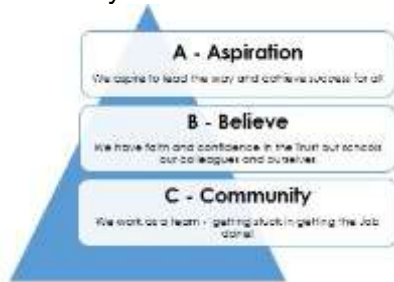 A - Aspiration
We aspire to lead the way and achieve success for all
B - Believe
We have faith and confidence in the Trust our schools
our colleagues and ourselves
C - Community
We work as a team - getting stuck in getting the Job
done!